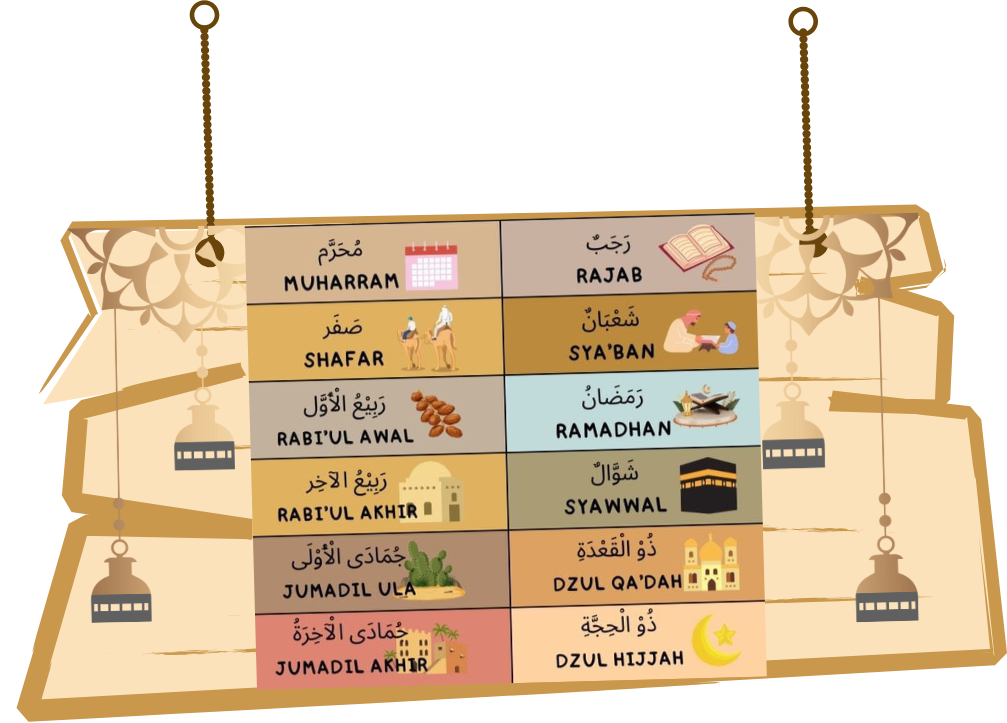 مُحَرَّم
MUHARRAM
صَفَر
SHAFAR
رَبِيْعُ الْأَوَّل
RABI'UL AWAL
رَبِيْعُ الآخِر
RABI'UL AKHIR
جُمَادَى الْأَوْلَى
JUMADIL ULA
جُمَادَى الْآخِرَةُ
JUMADIL AKHIR
رَجَبٌ
RAJAB
شَعْبَانٌ
SYA'BAN
رَمَضَانُ
RAMADHAN
شَوَّالٌ
SYAWWAL
ذُوْ الْقَعْدَةِ
DZUL QA'DAH
ذُوْ الْحِجَّةِ
DZUL HIJJAH